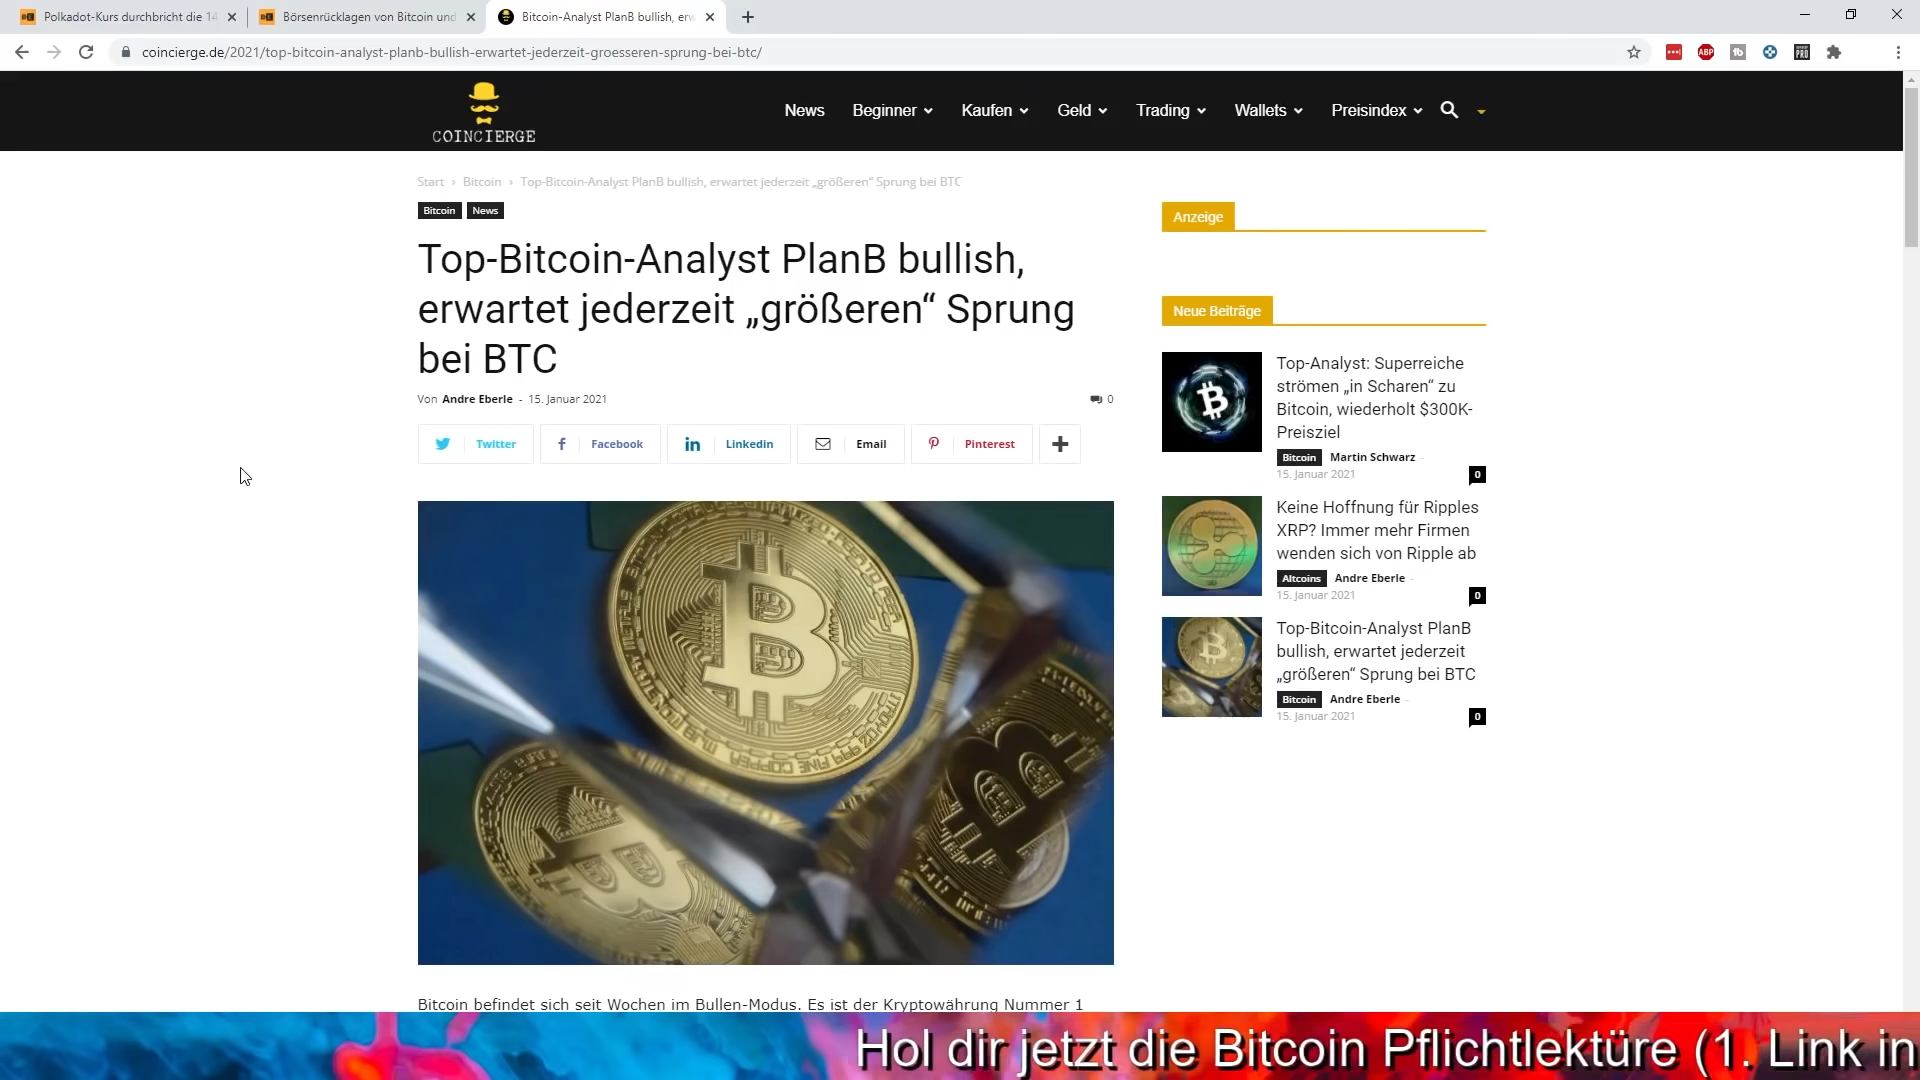 Polkadot-Kurs durchbricht die 14
Börsenrücklagen von Bitcoin und
Bitcoin-Analyst PlanB bullish, erw
coincierge.de/2021/top-bitcoin-analyst-planb-bullish-erwartet-jederzeit-groesseren-sprung-bei-btc/
ABP
fb
PRO
COINCIERGE
News
Beginner
Kaufen
Geld
Trading
Wallets
Preisindex
Start › Bitcoin › Top-Bitcoin-Analyst PlanB bullish, erwartet jederzeit „größeren“ Sprung bei BTC
Bitcoin News
Top-Bitcoin-Analyst PlanB bullish,
erwartet jederzeit „größeren“ Sprung
bei BTC
Von Andre Eberle - 15. Januar 2021
0
Twitter
Facebook
Linkedin
Email
Pinterest
Bitcoin befindet sich seit Wochen im Bullen-Modus. Es ist der Kryptowährung Nummer 1
Anzeige
Neue Beiträge
Top-Analyst: Superreiche
strömen „in Scharen“ zu
Bitcoin, wiederholt $300K-
Preisziel
Bitcoin Martin Schwarz -
15. Januar 2021
0
Keine Hoffnung für Ripples
XRP? Immer mehr Firmen
wenden sich von Ripple ab
Altcoins Andre Eberle -
15. Januar 2021
0
Top-Bitcoin-Analyst PlanB
bullish, erwartet jederzeit
„größeren“ Sprung bei BTC
Bitcoin Andre Eberle -
15. Januar 2021
0
Hol dir jetzt die Bitcoin Pflichtlektüre (1. Link in